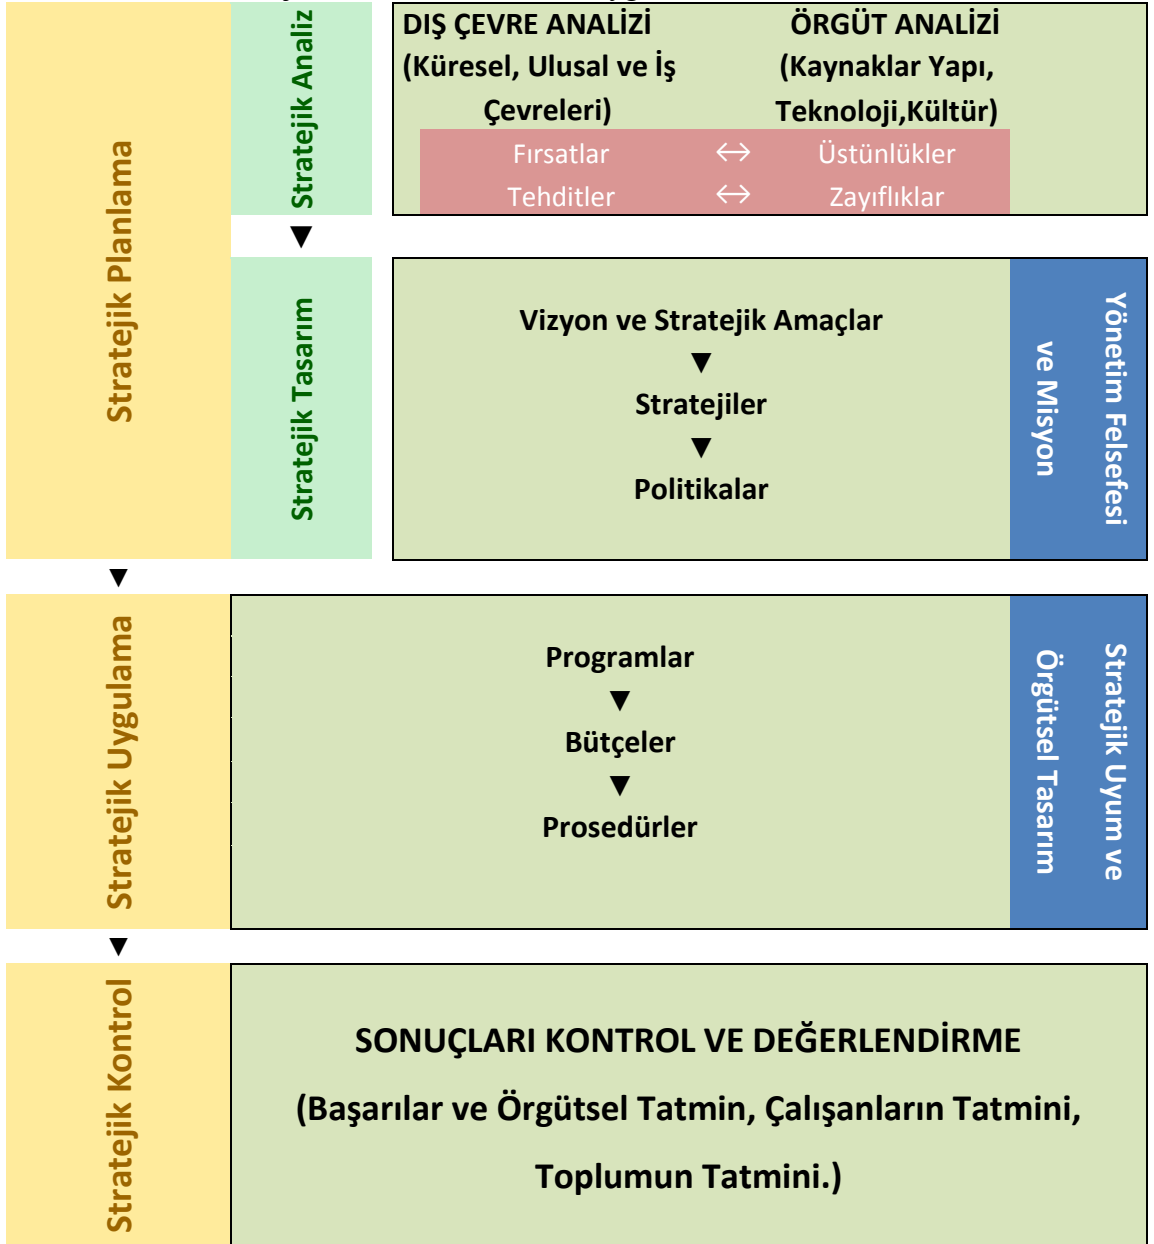 Stratejik Planlama
Stratejik Analiz
DIŞ ÇEVRE ANALİZİ ÖRGÜT ANALİZİ
(Küresel, Ulusal ve İş (Kaynaklar Yapı,
Çevreleri) Teknoloji,Kültür)
Fırsatlar ↔ Üstünlükler
Tehditler ↔ Zayıflıklar
▼
Stratejik Tasarım
Vizyon ve Stratejik Amaçlar
▼
Stratejiler
▼
Politikalar
Yönetim Felsefesi
ve Misyon
▼
Stratejik Uygulama
Programlar
▼
Bütçeler
▼
Prosedürler
Stratejik Uyum ve
Örgütsel Tasarım
▼
Stratejik Kontrol
SONUÇLARI KONTROL VE DEĞERLENDİRME
(Başarılar ve Örgütsel Tatmin, Çalışanların Tatmini,
Toplumun Tatmini.)